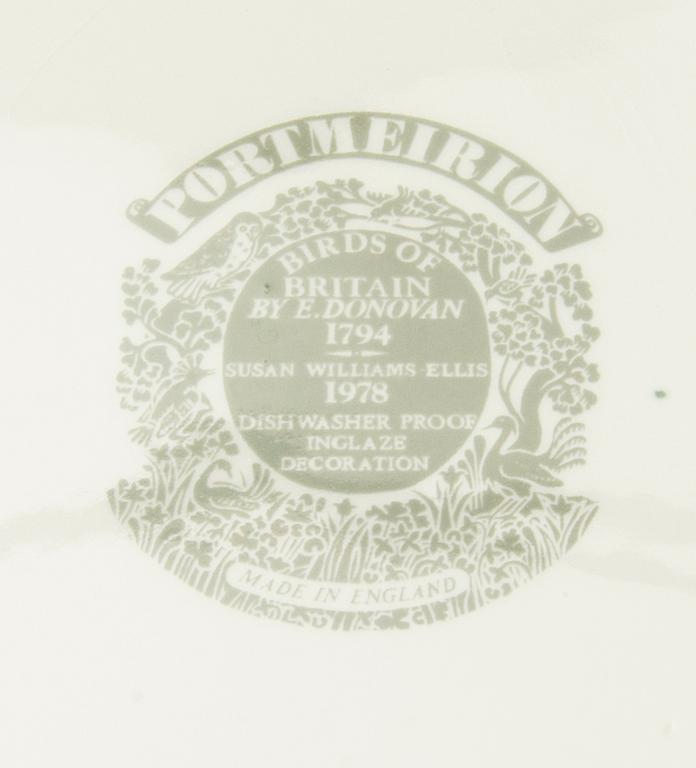 PORTMEIRION
BIRDS OF
BRITAIN
BY E. DONOVAN
1794
SUSAN WILLIAMS-ELLIS
1978
DISHWASHER PROOF
INGLAZE
DECORATION
MADE IN ENGLAND